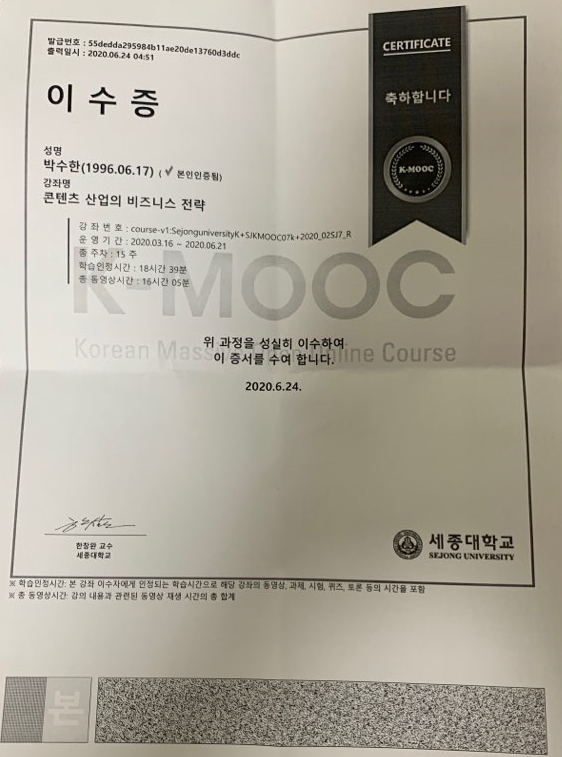 발급번호 : 55dedda295984b11ae20de13760d3ddc
출력일시 : 2020.06.24 04:51
CERTIFICATE
축하합니다
K-MOOC
이 수 증
성명
박수한(1996.06.17) ( ✓ 본인인증됨)
강좌명
콘텐츠 산업의 비즈니스 전략
강 좌 번 호 : course-v1:SejonguniversityK+SJKMOOC07k+2020_025J7_R
운 영 기 간 : 2020.03.16 ~ 2020.06.21
총 주차 : 15 주
학습인정시간 : 18시간 39분
총 동영상시간 : 16시간 05분
K-MOOC
Korean Mass Online Course
위 과정을 성실히 이수하여
이 증서를 수여 합니다.
2020.6.24.
한창완 교수
세종대학교
세종대학교
SEJONG UNIVERSITY
※ 학습인정시간: 본 강좌 이수자에게 인정되는 학습시간으로 해당 강좌의 동영상, 과제, 시험, 퀴즈, 토론 등의 시간을 포함
※ 총 동영상시간: 강의 내용과 관련된 동영상 재생 시간의 총 합계
본